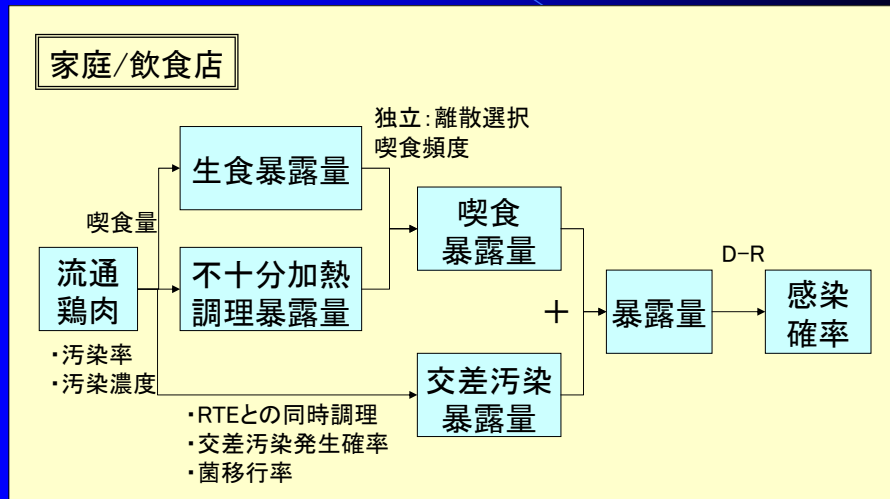 家庭/飲食店
独立：離散選択
喫食頻度
生食暴露量
喫食量
喫食
暴露量
流通
鶏肉
不十分加熱
調理暴露量
D-R
＋
暴露量
感染
確率
・汚染率
・汚染濃度
交差汚染
暴露量
・RTEとの同時調理
・交差汚染発生確率
・菌移行率